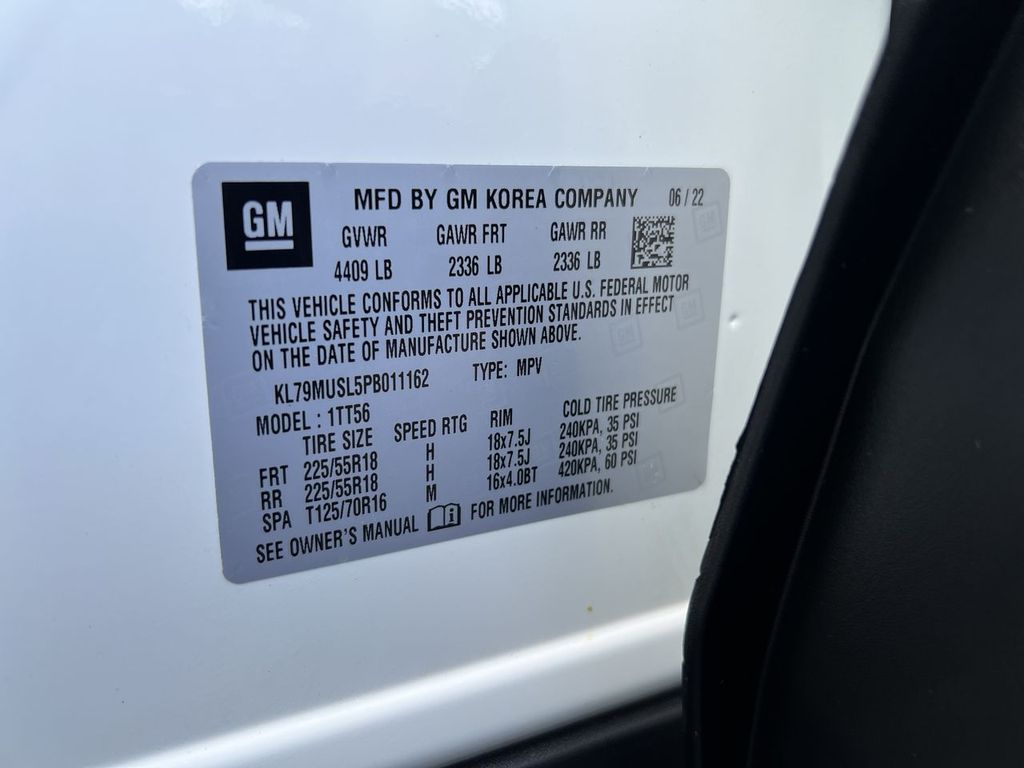 GM
MFD BY GM KOREA COMPANY 06 / 22
GVWR GAWR FRT GAWR RR
4409 LB 2336 LB 2336 LB
THIS VEHICLE CONFORMS TO ALL APPLICABLE U.S. FEDERAL MOTOR
VEHICLE SAFETY AND THEFT PREVENTION STANDARDS IN EFFECT
ON THE DATE OF MANUFACTURE SHOWN ABOVE.
KL79MUSL5PB011162 TYPE: MPV
MODEL : 1TT56
TIRE SIZE SPEED RTG RIM COLD TIRE PRESSURE
FRT 225/55R18 H 18x7.5J 240KPA, 35 PSI
RR 225/55R18 H 18x7.5J 240KPA, 35 PSI
SPA T125/70R16 M 16x4.0BT 420KPA, 60 PSI
SEE OWNER'S MANUAL FOR MORE INFORMATION.